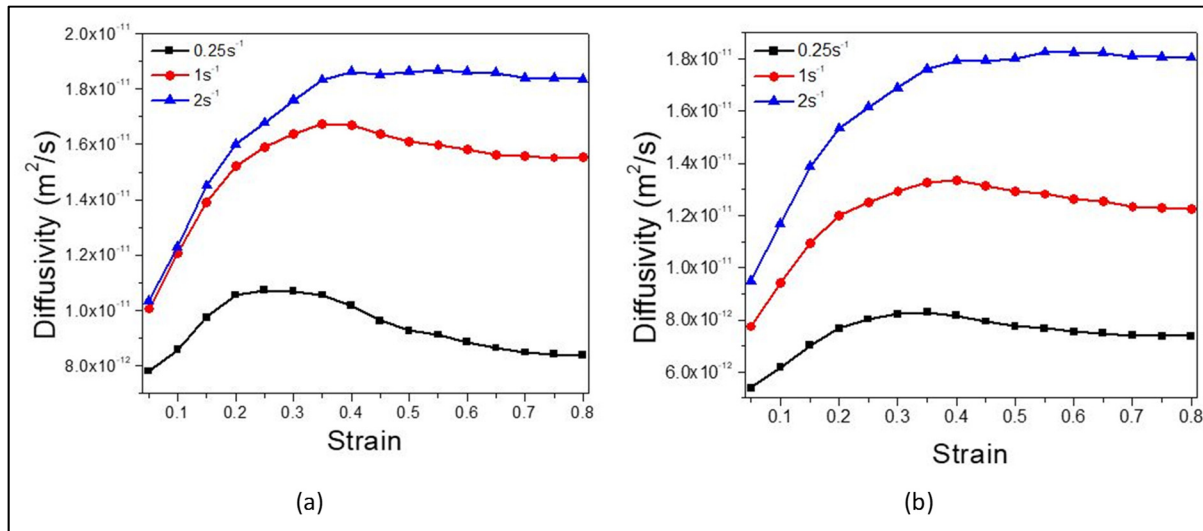 0.25s⁻¹
1s⁻¹
2s⁻¹
2.0x10⁻¹¹
1.8x10⁻¹¹
1.6x10⁻¹¹
1.4x10⁻¹¹
1.2x10⁻¹¹
1.0x10⁻¹¹
8.0x10⁻¹²
Diffusivity (m²/s)
0.1 0.2 0.3 0.4 0.5 0.6 0.7 0.8
Strain
(a)
0.25s⁻¹
1s⁻¹
2s⁻¹
1.8x10⁻¹¹
1.6x10⁻¹¹
1.4x10⁻¹¹
1.2x10⁻¹¹
1.0x10⁻¹¹
8.0x10⁻¹²
6.0x10⁻¹²
Diffusivity (m²/s)
0.1 0.2 0.3 0.4 0.5 0.6 0.7 0.8
Strain
(b)